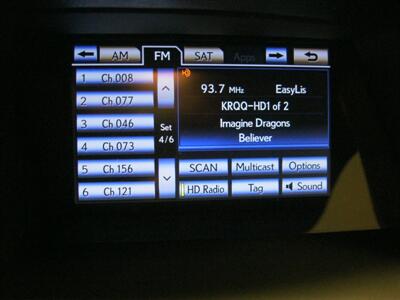 AM FM SAT Apps
1 Ch 008
2 Ch 077
3 Ch 046
4 Ch 073
5 Ch 156
6 Ch 121
Set
4/6
93.7 MHz EasyLis
KRQQ-HD1 of 2
Imagine Dragons
Believer
SCAN Multicast Options
HD Radio Tag Sound